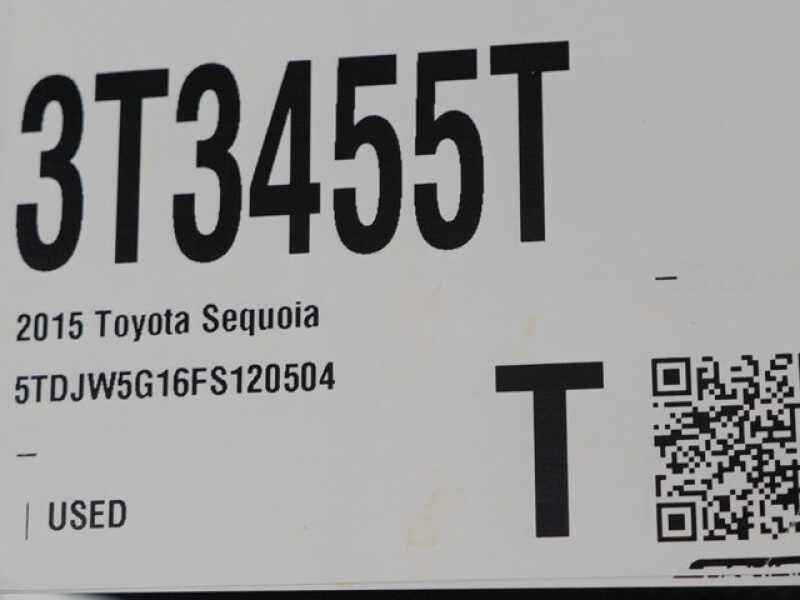 3T3455T
2015 Toyota Sequoia
5TDJW5G16FS120504
–
–
| USED
T